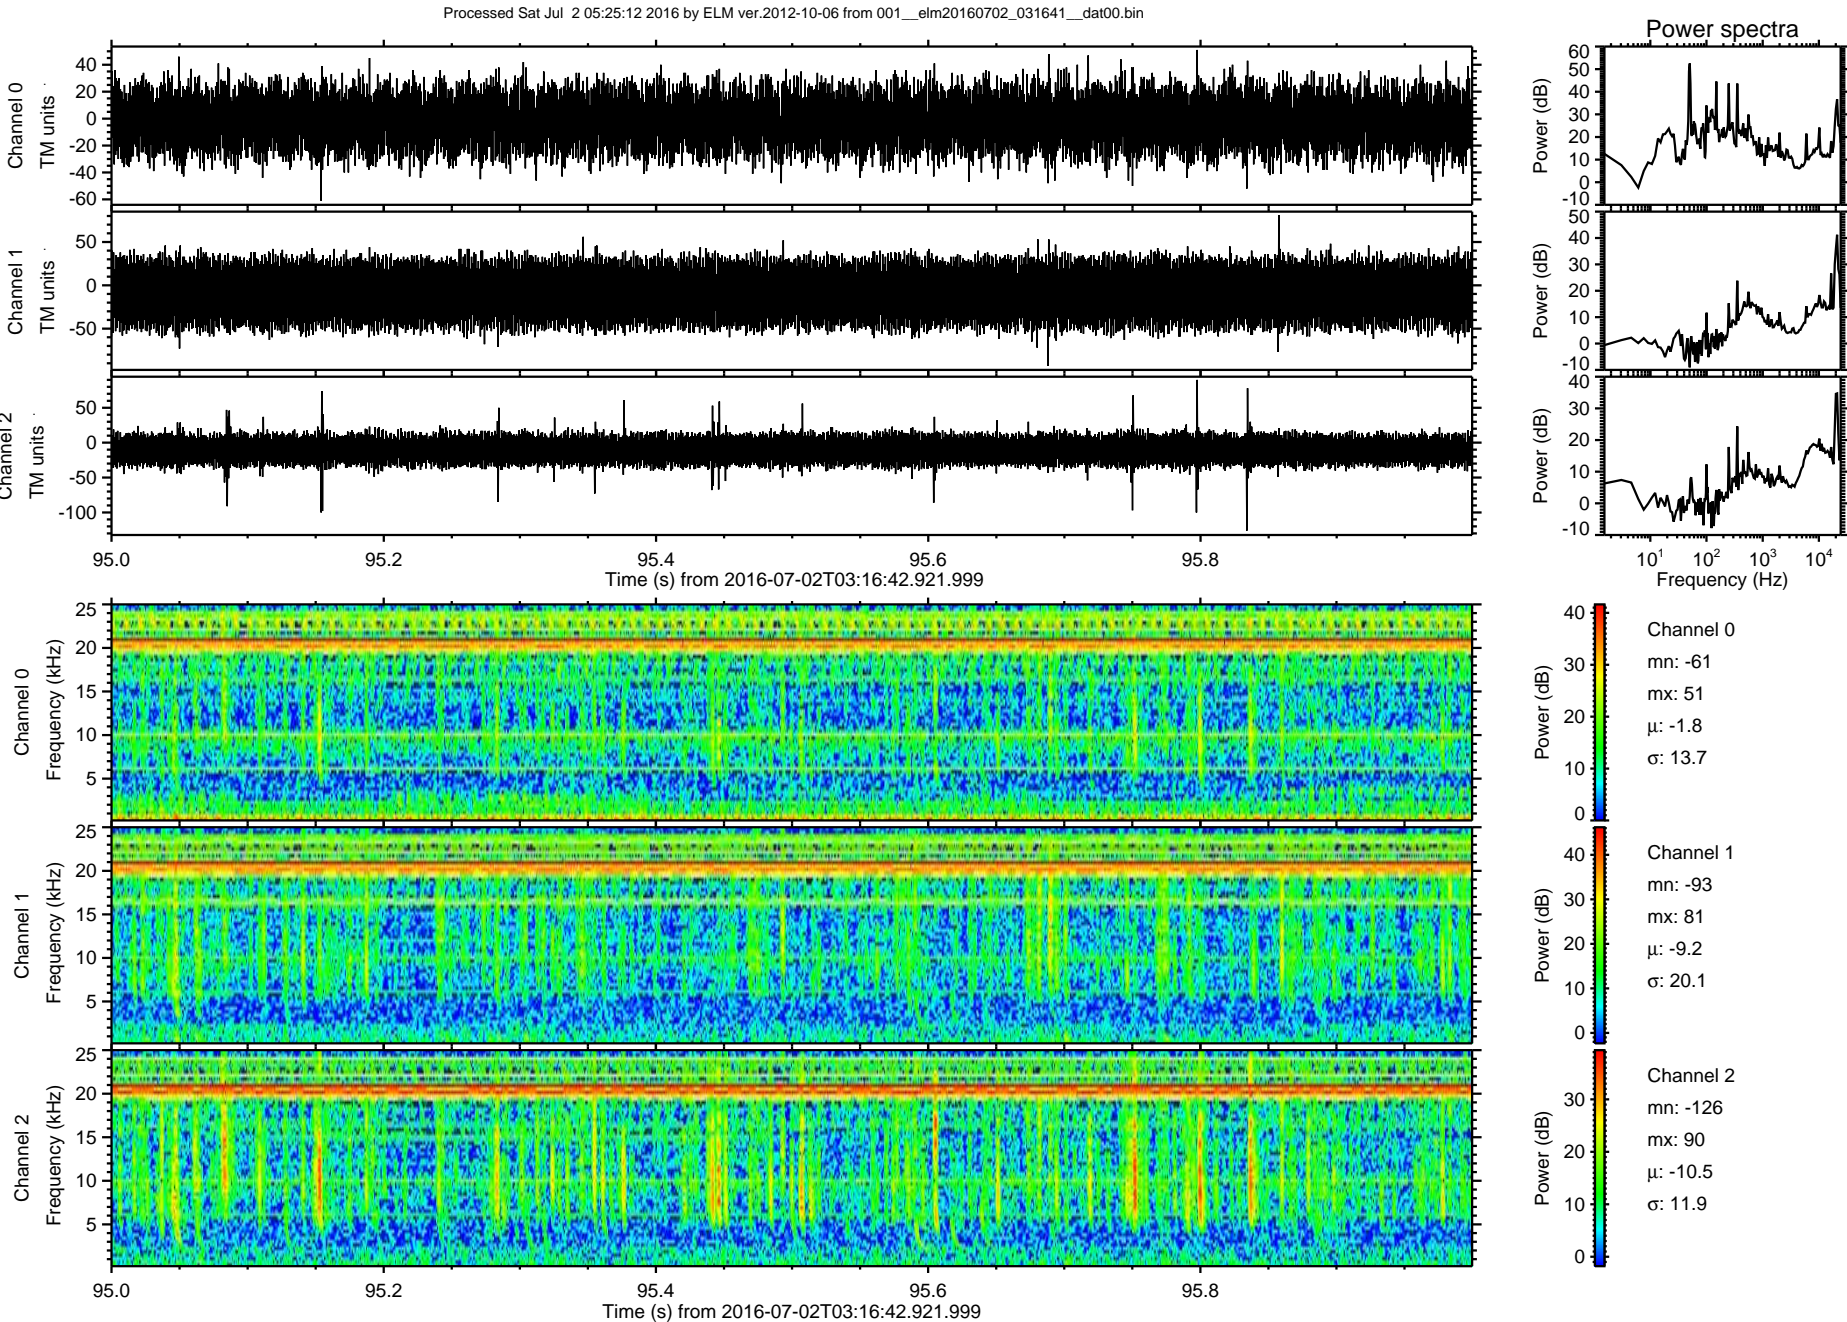 Processed Sat Jul 2 05:25:12 2016 by ELM ver.2012-10-06 from 001__elm20160702_031641__dat00.bin
Power spectra
Channel 0
TM units
40
20
0
-20
-40
-60
Power (dB)
60
50
40
30
20
10
0
-10
Channel 1
TM units
50
0
-50
Power (dB)
50
40
30
20
10
0
-10
Channel 2
TM units
50
0
-50
-100
Power (dB)
40
30
20
10
0
-10
95.0 95.2 95.4 95.6 95.8
Time (s) from 2016-07-02T03:16:42.921.999
10^1 10^2 10^3 10^4
Frequency (Hz)
Channel 0
Frequency (kHz)
25
20
15
10
5
Power (dB)
40
30
20
10
0
Channel 0
mn: -61
mx: 51
μ: -1.8
σ: 13.7
Channel 1
Frequency (kHz)
25
20
15
10
5
Power (dB)
40
30
20
10
0
Channel 1
mn: -93
mx: 81
μ: -9.2
σ: 20.1
Channel 2
Frequency (kHz)
25
20
15
10
5
Power (dB)
30
20
10
0
Channel 2
mn: -126
mx: 90
μ: -10.5
σ: 11.9
95.0 95.2 95.4 95.6 95.8
Time (s) from 2016-07-02T03:16:42.921.999